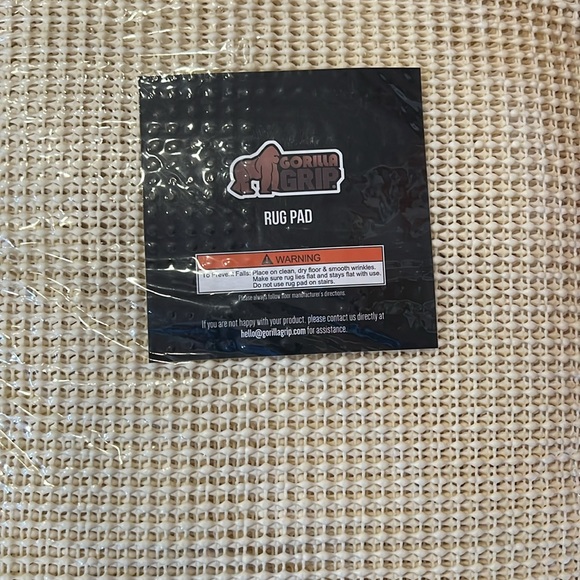 GORILLA
GRIP
RUG PAD
WARNING
To Prevent Falls: Place on clean, dry floor & smooth wrinkles.
Make sure rug lies flat and stays flat with use.
Do not use rug pad on stairs.
Please always follow floor manufacturer's directions.
If you are not happy with your product, please contact us directly at
hello@gorillagrip.com for assistance.